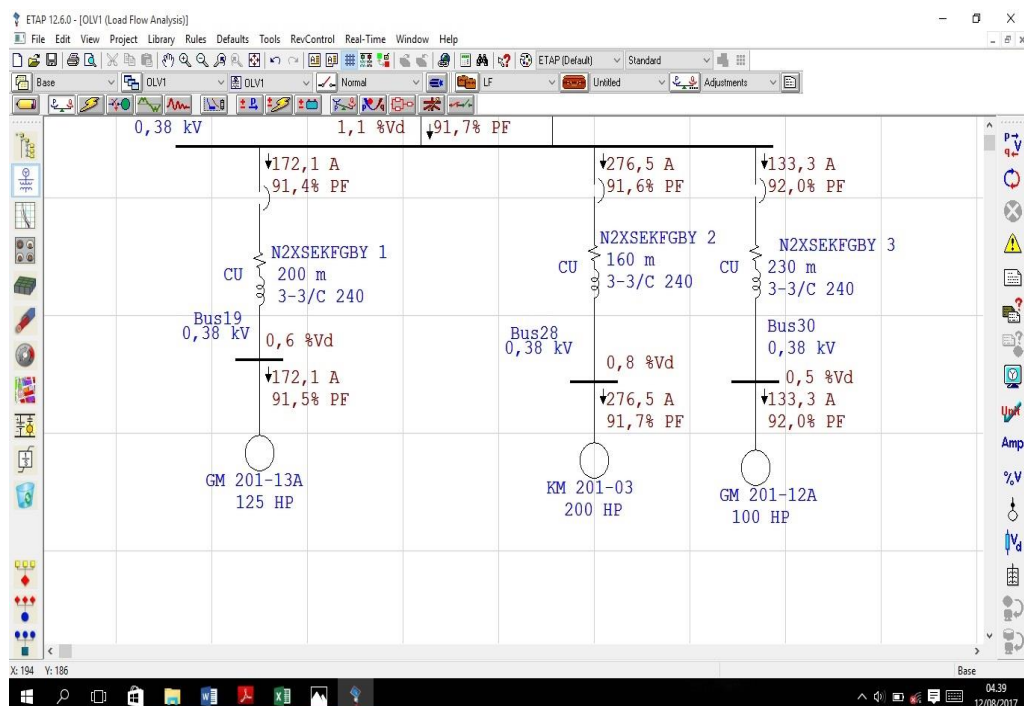 ETAP 12.6.0 - [OLV1 (Load Flow Analysis)]
File Edit View Project Library Rules Defaults Tools RevControl Real-Time Window Help
ETAP (Default) Standard
Base OLV1 OLV1 Normal LF Untitled Adjustments
0,38 kV 1,1 %Vd 91,7% PF
172,1 A 276,5 A 133,3 A
91,4% PF 91,6% PF 92,0% PF
N2XSEKFGBY 1 N2XSEKFGBY 2 N2XSEKFGBY 3
CU 200 m CU 160 m CU 230 m
3-3/C 240 3-3/C 240 3-3/C 240
Bus19 Bus28 Bus30
0,38 kV 0,38 kV 0,38 kV
0,6 %Vd 0,8 %Vd 0,5 %Vd
172,1 A 276,5 A 133,3 A
91,5% PF 91,7% PF 92,0% PF
GM 201-13A KM 201-03 GM 201-12A
125 HP 200 HP 100 HP
Unit
Amp
%V
Vd
X: 194 Y: 186 Base
04.39
12/08/2017